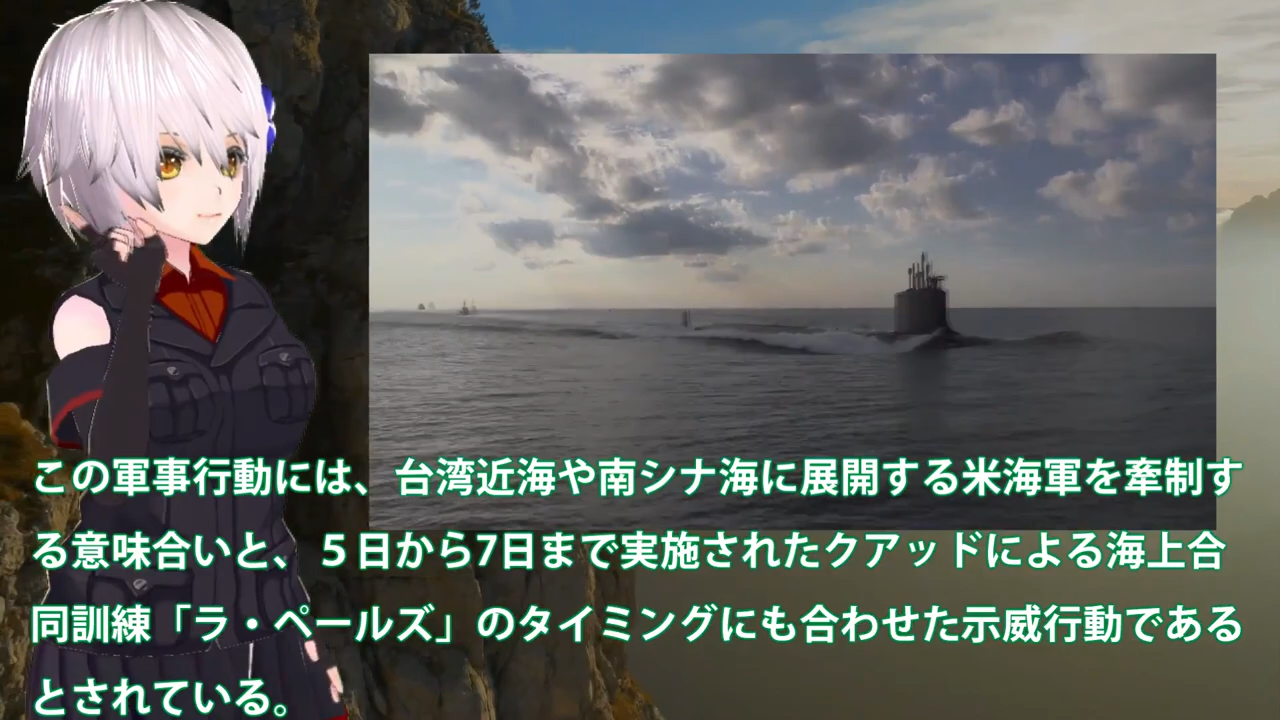 この軍事行動には、台湾近海や南シナ海に展開する米海軍を牽制す
る意味合いと、５日から7日まで実施されたクアッドによる海上合
同訓練「ラ・ペールズ」のタイミングにも合わせた示威行動である
とされている。